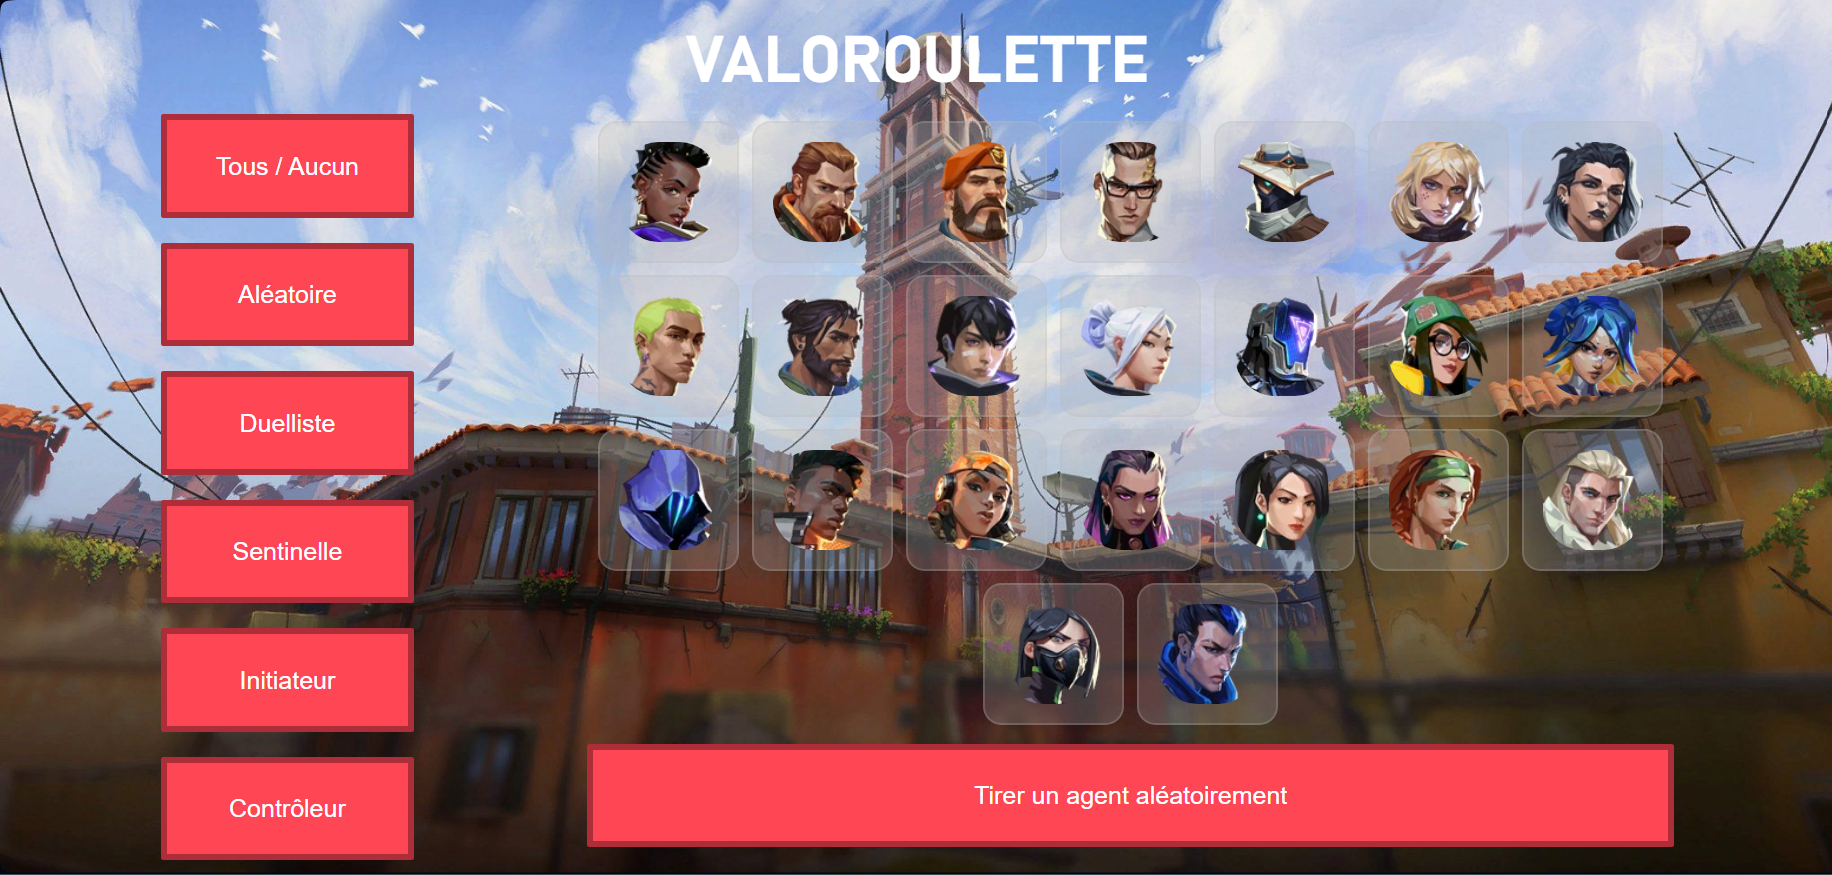 VALOROULETTE
Tous / Aucun
Aléatoire
Duelliste
Sentinelle
Initiateur
Contrôleur
Tirer un agent aléatoirement